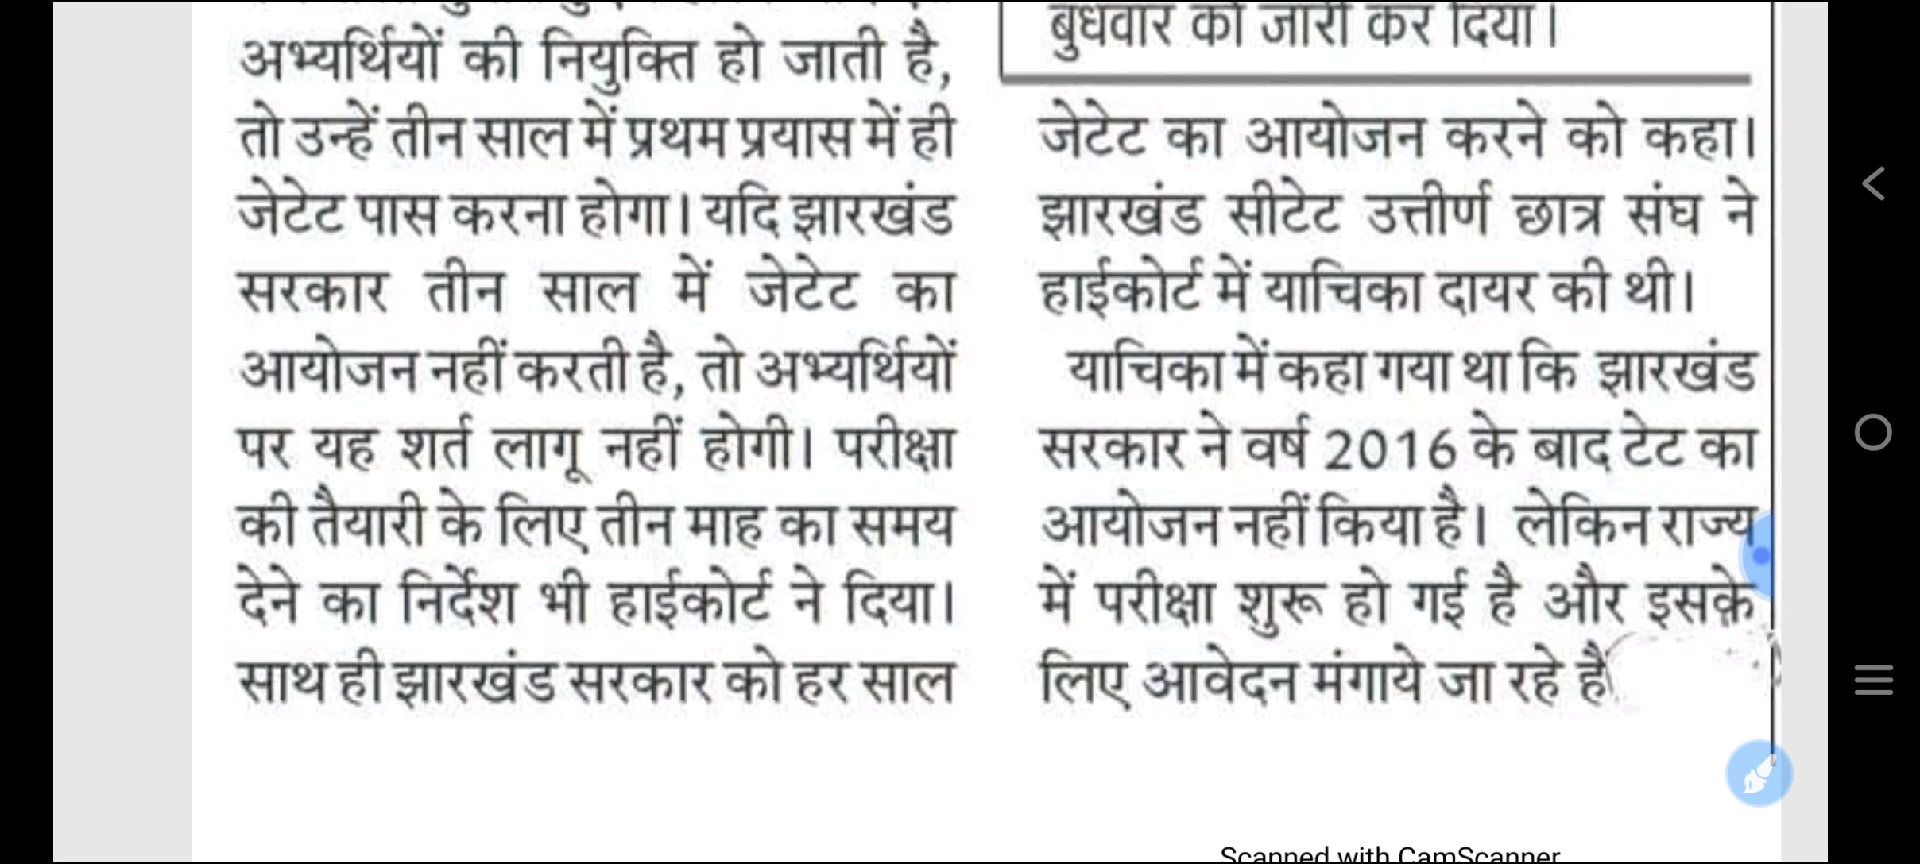 अभ्यर्थियों की नियुक्ति हो जाती है,
तो उन्हें तीन साल में प्रथम प्रयास में ही
जेटेट पास करना होगा। यदि झारखंड
सरकार तीन साल में जेटेट का
आयोजन नहीं करती है, तो अभ्यर्थियों
पर यह शर्त लागू नहीं होगी। परीक्षा
की तैयारी के लिए तीन माह का समय
देने का निर्देश भी हाईकोर्ट ने दिया।
साथ ही झारखंड सरकार को हर साल
बुधवार को जारी कर दिया।
जेटेट का आयोजन करने को कहा।
झारखंड सीटेट उत्तीर्ण छात्र संघ ने
हाईकोर्ट में याचिका दायर की थी।
याचिका में कहा गया था कि झारखंड
सरकार ने वर्ष 2016 के बाद टेट का
आयोजन नहीं किया है। लेकिन राज्य
में परीक्षा शुरू हो गई है और इसके
लिए आवेदन मंगाये जा रहे हैं
Scanned with CamScanner